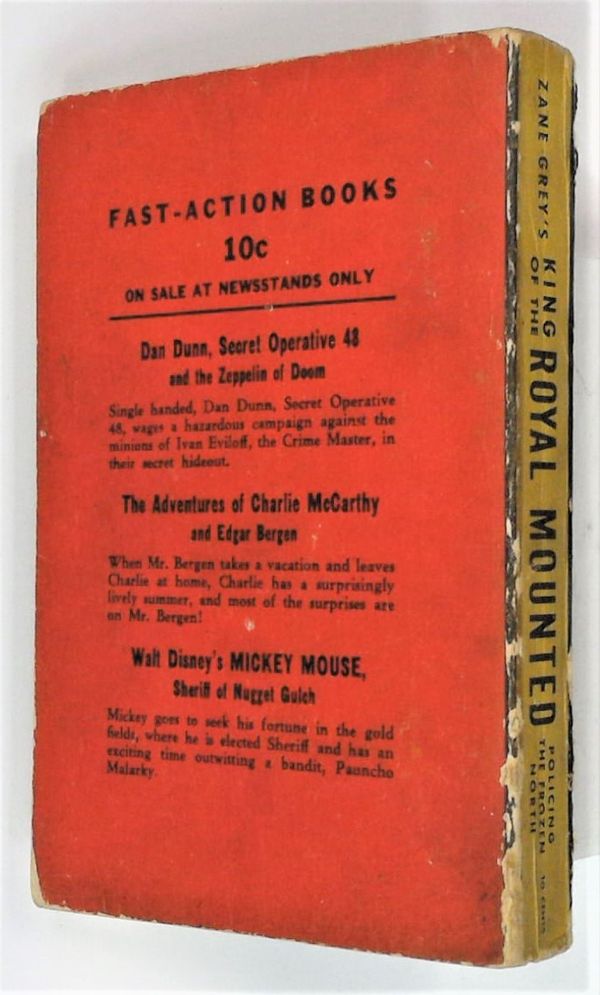 FAST-ACTION BOOKS
10c
ON SALE AT NEWSSTANDS ONLY
Dan Dunn, Secret Operative 48
and the Zeppelin of Doom
Single handed, Dan Dunn, Secret Operative
48, wages a hazardous campaign against the
minions of Ivan Eviloff, the Crime Master, in
their secret hideout.
The Adventures of Charlie McCarthy
and Edgar Bergen
When Mr. Bergen takes a vacation and leaves
Charlie at home, Charlie has a surprisingly
lively summer, and most of the surprises are
on Mr. Bergen!
Walt Disney's MICKEY MOUSE,
Sheriff of Nugget Gulch
Mickey goes to seek his fortune in the gold
fields, where he is elected Sheriff and has an
exciting time outwitting a bandit, Pauncho
Malarky.
ZANE GREY'S
KING
OF THE
ROYAL MOUNTED
POLICING
THE FROZEN
NORTH
10 CENTS